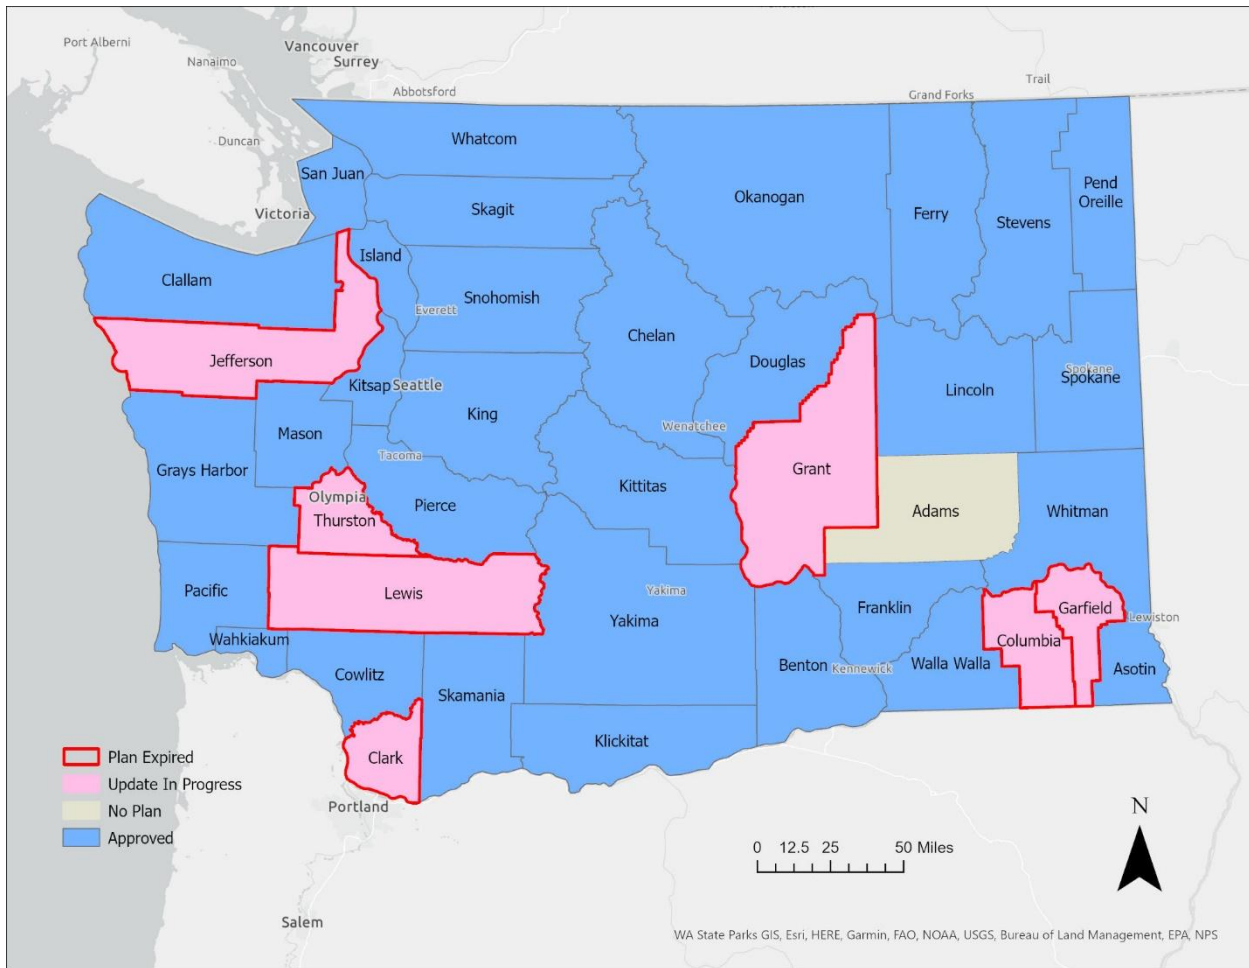 Port Alberni
Vancouver
Surrey
Nanaimo
Abbotsford
Trail
Grand Forks
Duncan
Whatcom
San Juan
Skagit
Okanogan
Ferry
Stevens
Pend
Oreille
Victoria
Island
Clallam
Snohomish
Everett
Chelan
Douglas
Jefferson
Kitsap
Seattle
Lincoln
Spokane
Spokane
King
Wenatchee
Mason
Tacoma
Grays Harbor
Grant
Kittitas
Olympia
Thurston
Pierce
Adams
Whitman
Pacific
Lewis
Yakima
Yakima
Franklin
Garfield
Lewiston
Wahkiakum
Columbia
Cowlitz
Skamania
Benton
Kennewick
Walla Walla
Asotin
Klickitat
Clark
Portland
Plan Expired
Update In Progress
No Plan
Approved
N
0 12.5 25 50 Miles
Salem
WA State Parks GIS, Esri, HERE, Garmin, FAO, NOAA, USGS, Bureau of Land Management, EPA, NPS